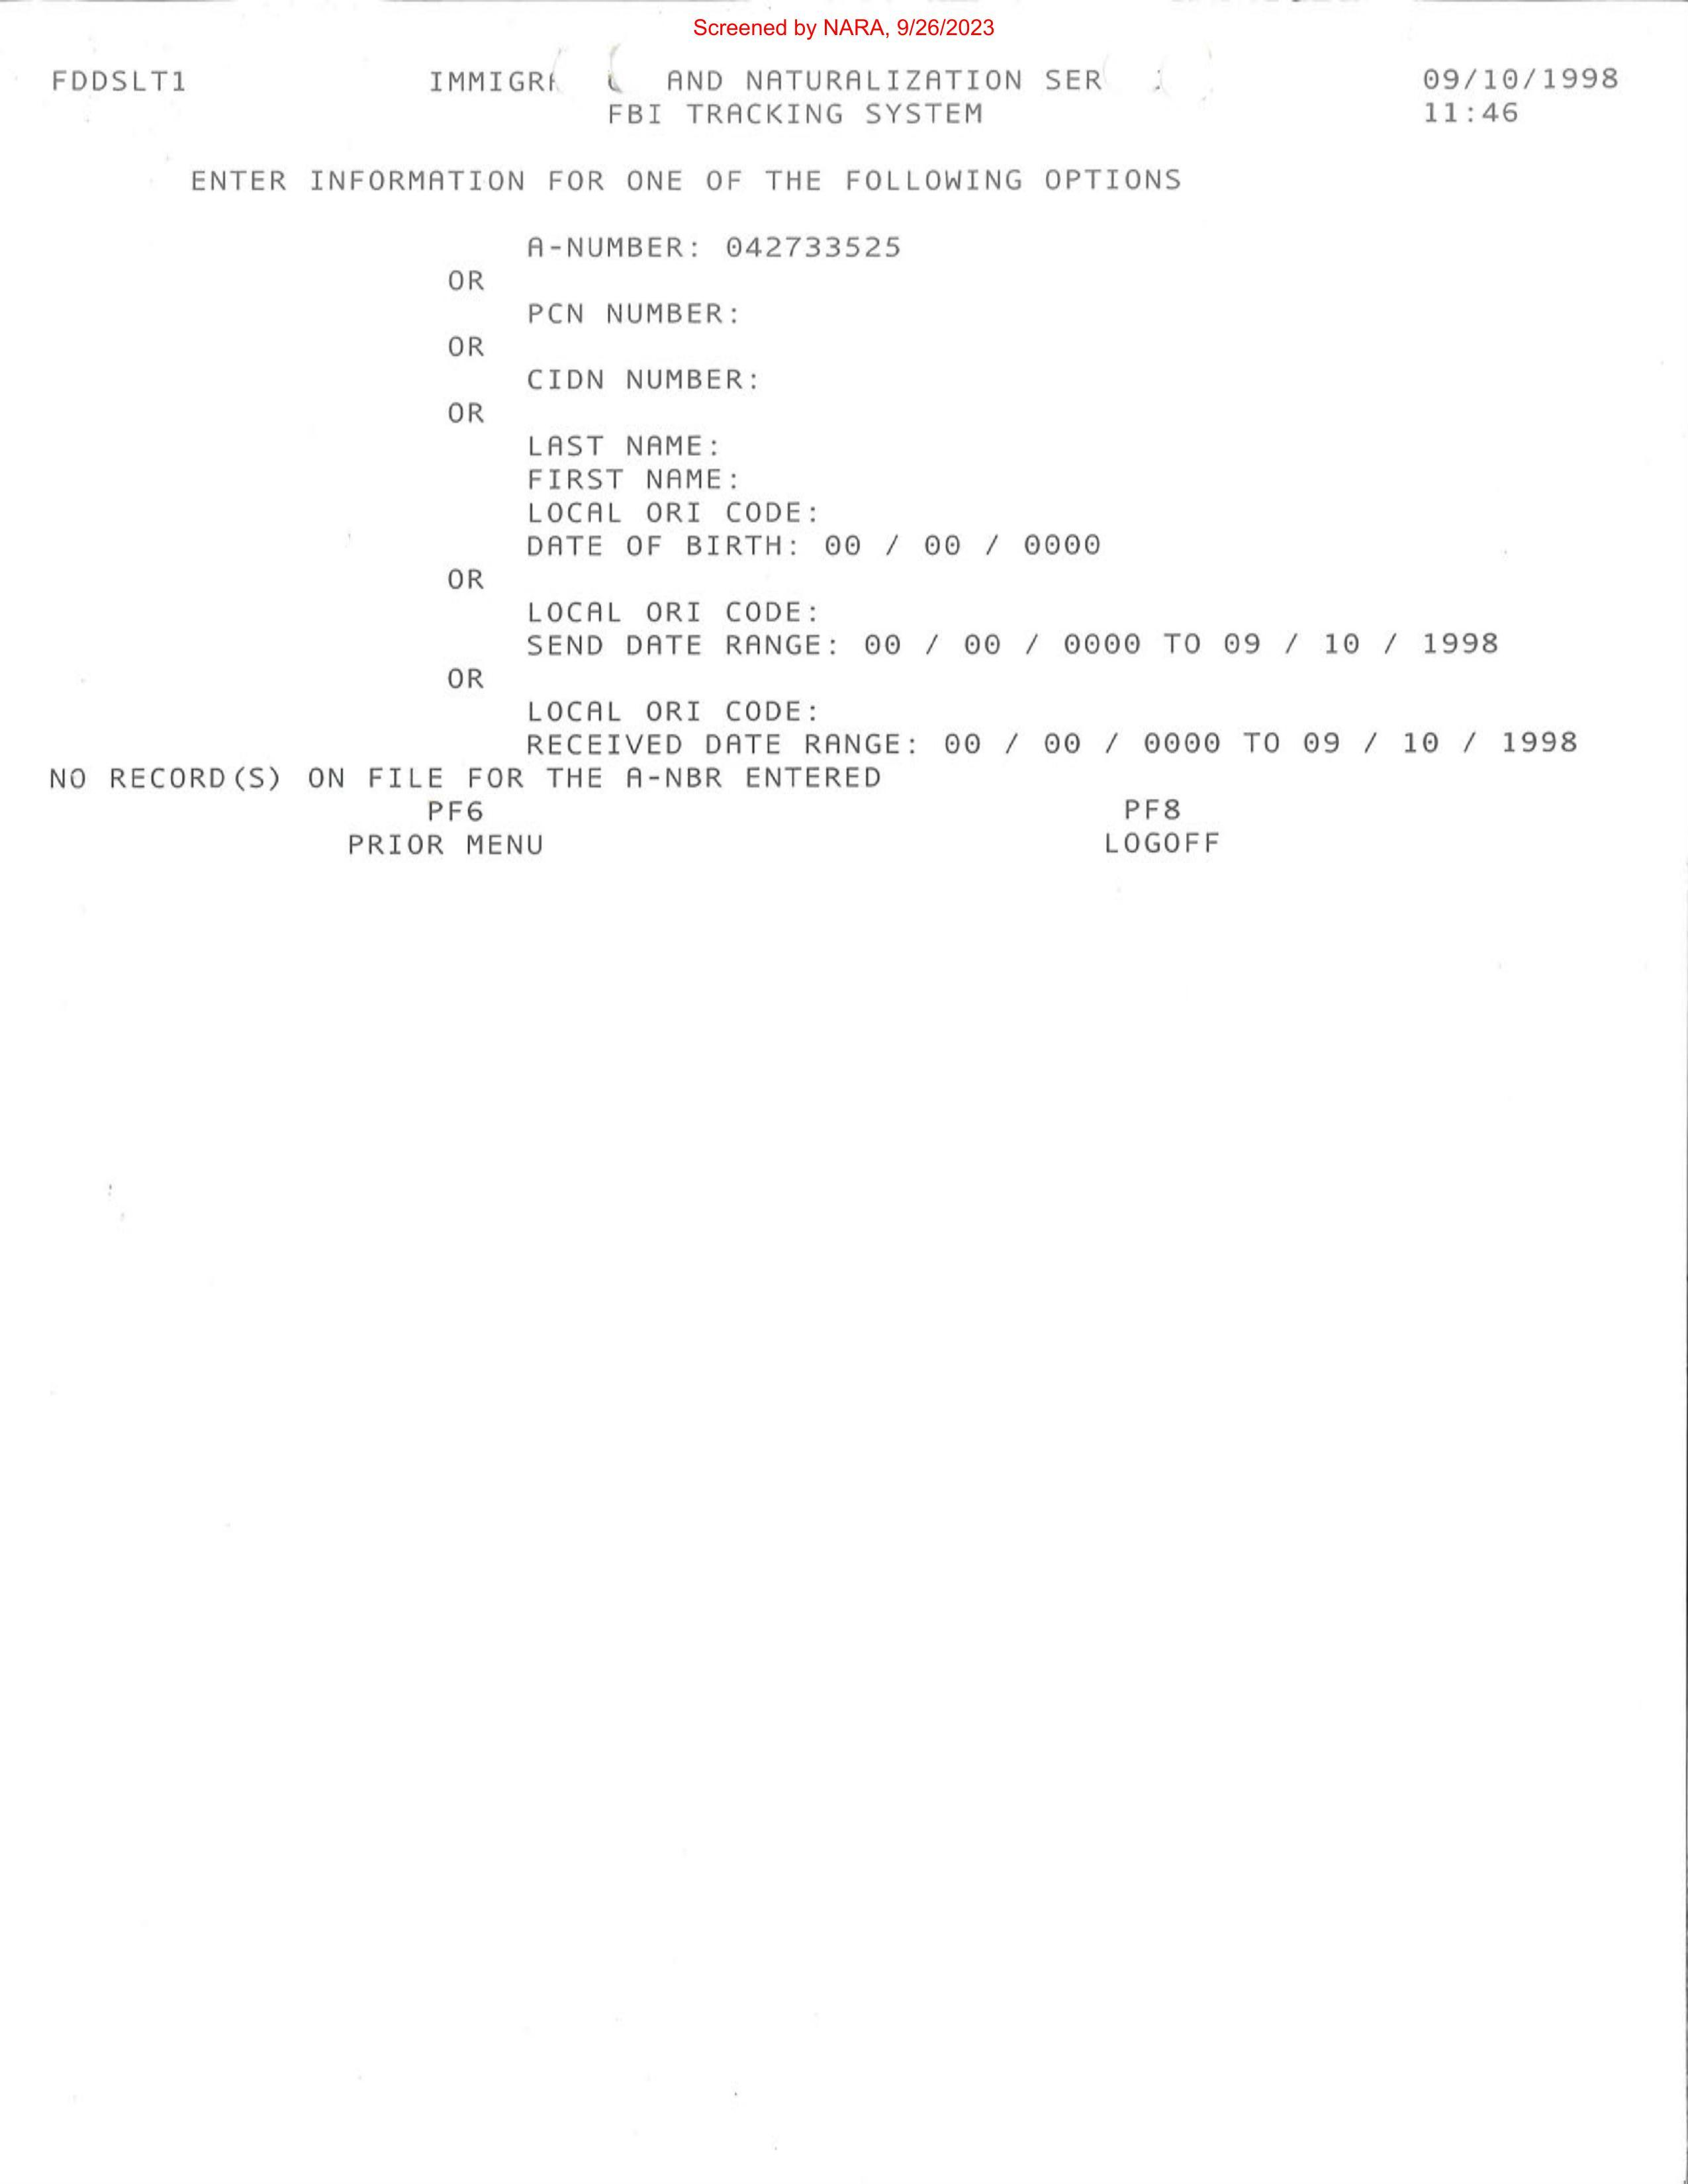 Screened by NARA, 9/26/2023
FDDSLT1 AND NATURALIZATION 09/10/1998
FBI TRACKING SYSTEM 11:46
ENTER INFORMATION FOR ONE OF THE FOLLOWING OPTIONS
A-NUMBER: 042733525
OR
PCN NUMBER:
OR
CIDN NUMBER:
OR
LAST NAME:
FIRST NAME:
LOCAL ORI CODE:
DATE OF BIRTH: 00 / 00 / 0000
OR
LOCAL ORI CODE:
SEND DATE RANGE: 00 / 00 / 0000 TO 09 / 10 / 1998
OR
LOCAL ORI CODE:
RECEIVED DATE RANGE: 00 / 00 / 0000 TO 09 / 10 / 1998
NO RECORD(S) ON FILE FOR THE A-NBR ENTERED
PF6 PF8
PRIOR MENU LOGOFF